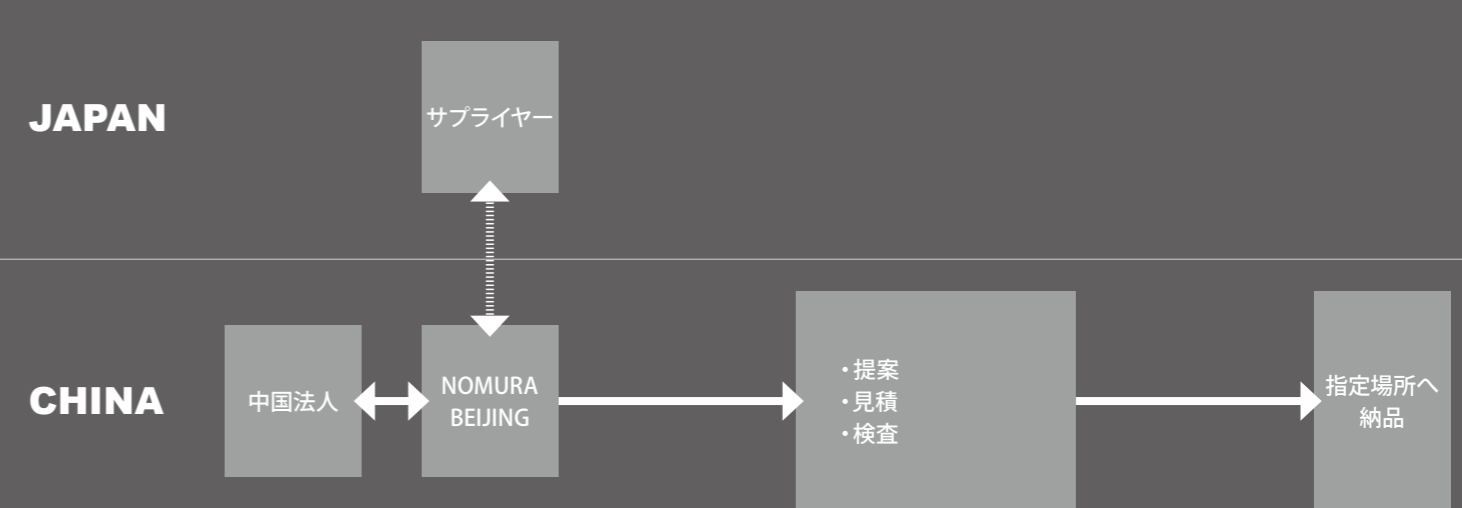 JAPAN
サプライヤー
CHINA
中国法人
NOMURA
BEIJING
・提案
・見積
・検査
指定場所へ
納品